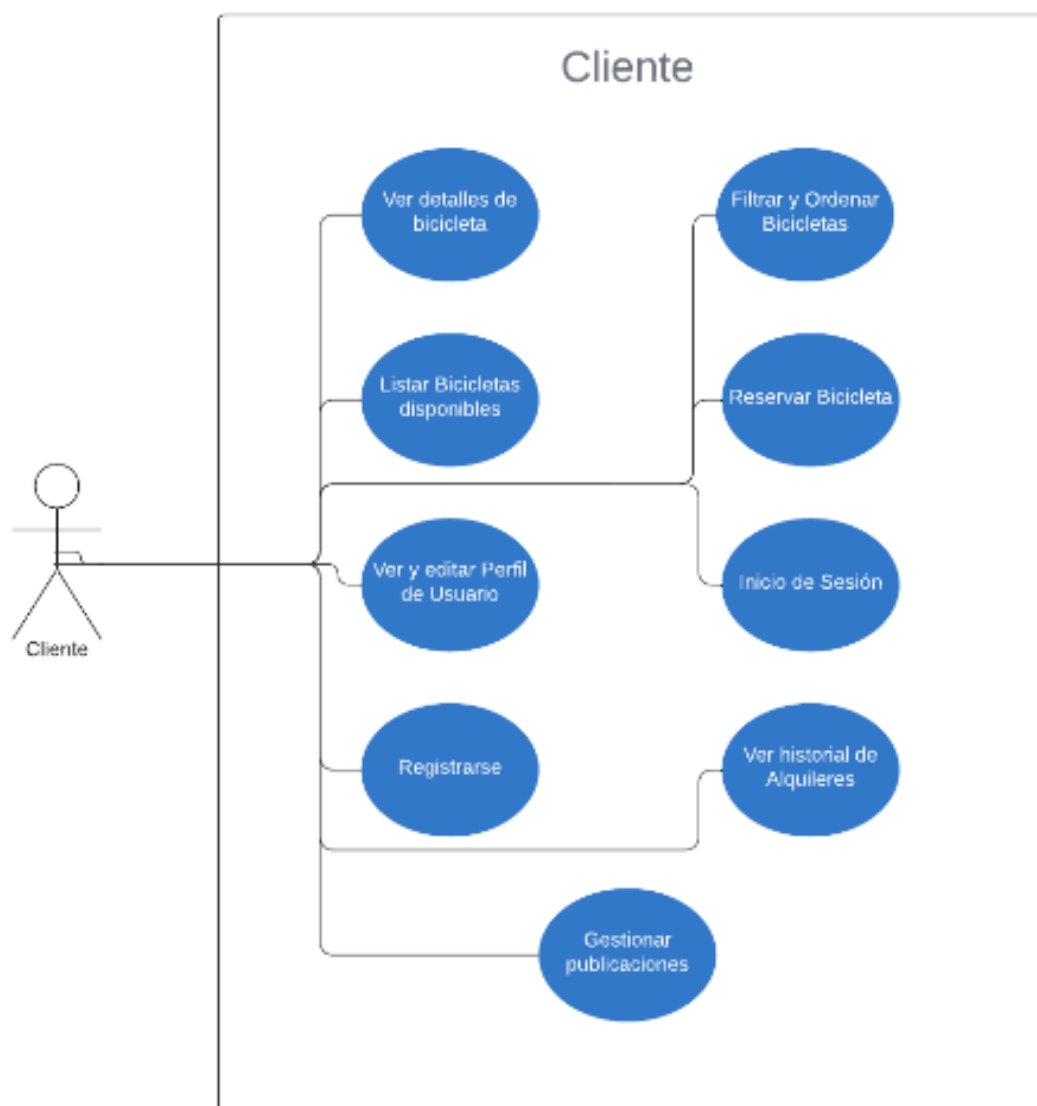 Cliente
Ver detalles de
bicicleta
Filtrar y Ordenar
Bicicletas
Listar Bicicletas
disponibles
Reservar Bicicleta
Ver y editar Perfil
de Usuario
Inicio de Sesión
Cliente
Registrarse
Ver historial de
Alquileres
Gestionar
publicaciones